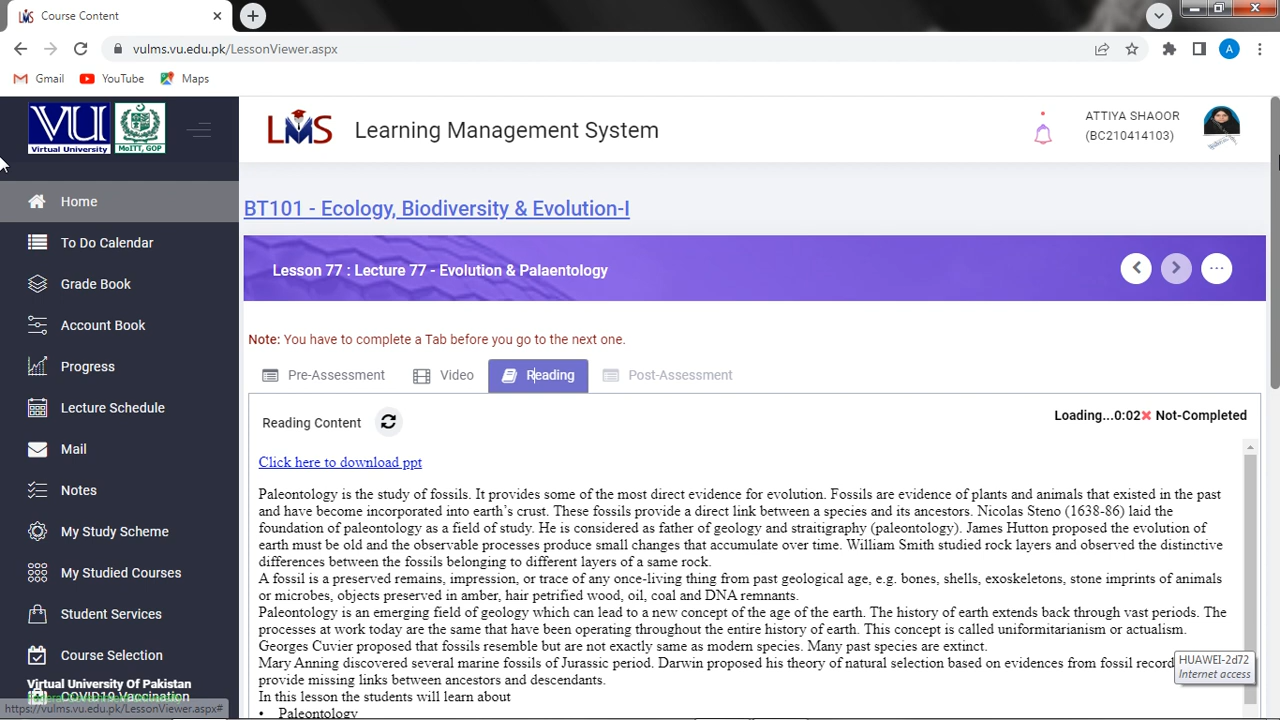 Course Content
vulms.vu.edu.pk/LessonViewer.aspx
A
Gmail
YouTube
Maps
VU
Virtual University
MoITT, GOP
LMS
Learning Management System
ATTIYA SHAOOR
(BC210414103)
Home
To Do Calendar
Grade Book
Account Book
Progress
Lecture Schedule
Mail
Notes
My Study Scheme
My Studied Courses
Student Services
Course Selection
Virtual University Of Pakistan
COVID19 Vaccination
https://vulms.vu.edu.pk/LessonViewer.aspx#
BT101 - Ecology, Biodiversity & Evolution-I
Lesson 77 : Lecture 77 - Evolution & Palaentology
Note: You have to complete a Tab before you go to the next one.
Pre-Assessment
Video
Reading
Post-Assessment
Reading Content
Loading...0:02 Not-Completed
Click here to download ppt
Paleontology is the study of fossils. It provides some of the most direct evidence for evolution. Fossils are evidence of plants and animals that existed in the past
and have become incorporated into earth's crust. These fossils provide a direct link between a species and its ancestors. Nicolas Steno (1638-86) laid the
foundation of paleontology as a field of study. He is considered as father of geology and straitigraphy (paleontology). James Hutton proposed the evolution of
earth must be old and the observable processes produce small changes that accumulate over time. William Smith studied rock layers and observed the distinctive
differences between the fossils belonging to different layers of a same rock.
A fossil is a preserved remains, impression, or trace of any once-living thing from past geological age, e.g. bones, shells, exoskeletons, stone imprints of animals
or microbes, objects preserved in amber, hair petrified wood, oil, coal and DNA remnants.
Paleontology is an emerging field of geology which can lead to a new concept of the age of the earth. The history of earth extends back through vast periods. The
processes at work today are the same that have been operating throughout the entire history of earth. This concept is called uniformitarianism or actualism.
Georges Cuvier proposed that fossils resemble but are not exactly same as modern species. Many past species are extinct.
Mary Anning discovered several marine fossils of Jurassic period. Darwin proposed his theory of natural selection based on evidences from fossil record
provide missing links between ancestors and descendants.
In this lesson the students will learn about
• Paleontology
HUAWEI-2d72
Internet access